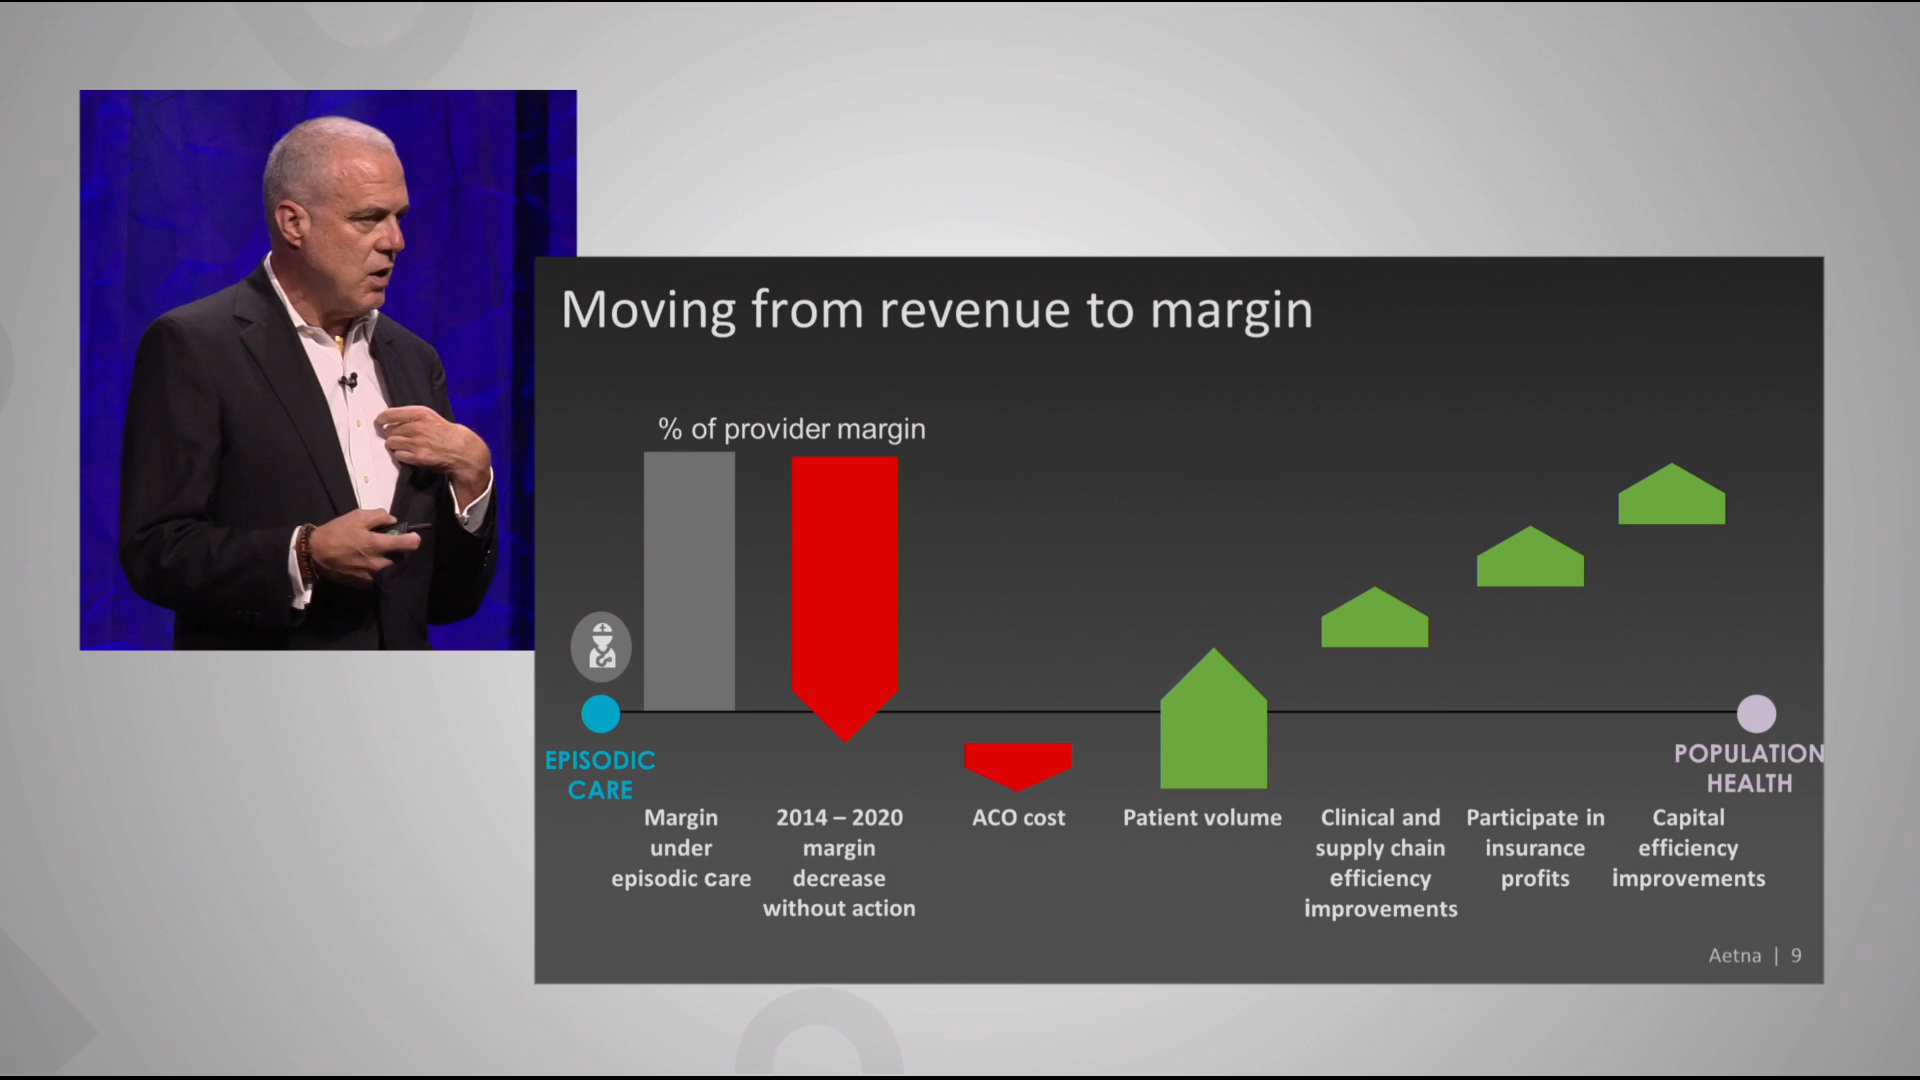 Moving from revenue to margin
% of provider margin
EPISODIC
CARE
POPULATION
HEALTH
Margin
under
episodic care
2014 – 2020
margin
decrease
without action
ACO cost
Patient volume
Clinical and
supply chain
efficiency
improvements
Participate in
insurance
profits
Capital
efficiency
improvements
Aetna | 9